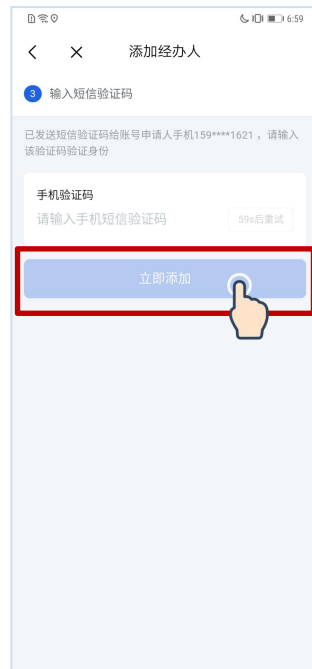 6:59
添加经办人
3 输入短信验证码
已发送短信验证码给账号申请人手机159****1621，请输入
该验证码验证身份
手机验证码
请输入手机短信验证码 59s后重试
立即添加